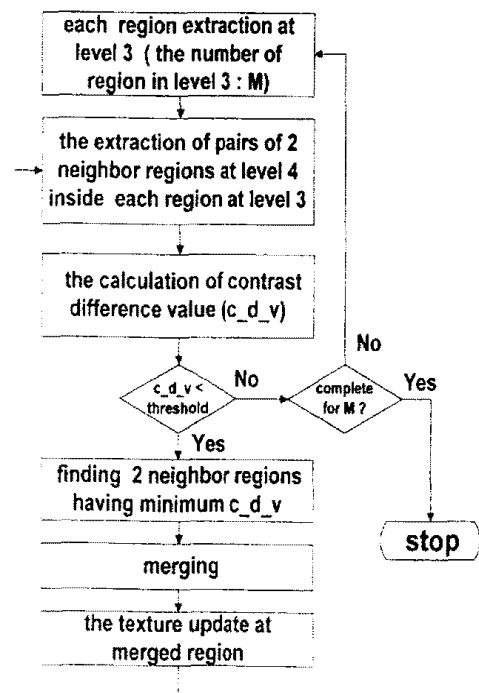 each region extraction at
level 3 ( the number of
region in level 3 : M)
the extraction of pairs of 2
neighbor regions at level 4
inside each region at level 3
the calculation of contrast
difference value (c_d_v)
No
c_d_v <
threshold
No
complete
for M ?
Yes
Yes
finding 2 neighbor regions
having minimum c_d_v
stop
merging
the texture update at
merged region